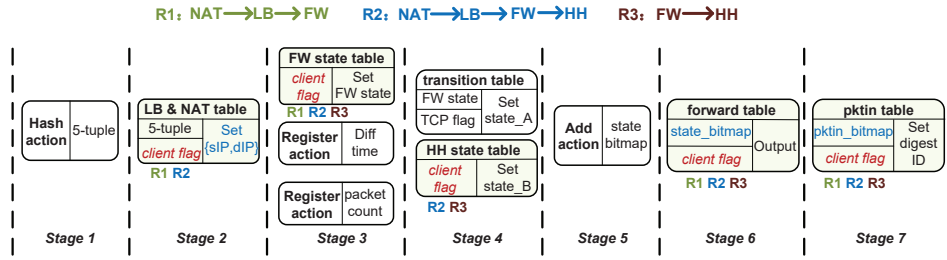 R1: NAT LB FW R2: NAT LB FW HH R3: FW HH
Hash action
5-tuple
Stage 1
LB & NAT table
5-tuple
client flag
Set
{sIP,dIP}
R1 R2
Stage 2
FW state table
client
flag
Set
FW state
R1 R2 R3
Register
action
Diff
time
Register
action
packet
count
Stage 3
transition table
FW state
TCP flag
Set
state_A
HH state table
client
flag
Set
state_B
R2 R3
Stage 4
Add
action
state
bitmap
Stage 5
forward table
state_bitmap
client flag
Output
R1 R2 R3
Stage 6
pktin table
pktin_bitmap
client flag
Set
digest
ID
R1 R2 R3
Stage 7